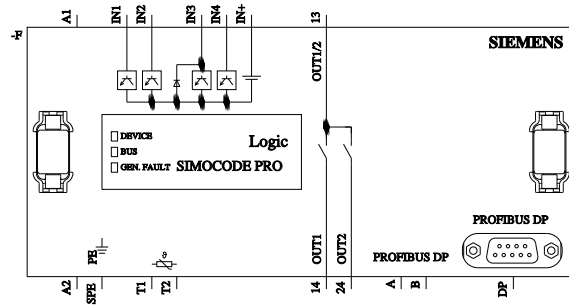 A1
IN1
IN2
IN3
IN4
IN+
13
-F
SIEMENS
OUT1/2
DEVICE
BUS
GEN. FAULT
Logic
SIMOCODE PRO
PROFIBUS DP
PE
ϑ
OUT1
OUT2
PROFIBUS DP
A2
SPE
T1
T2
14
24
A
B
DP